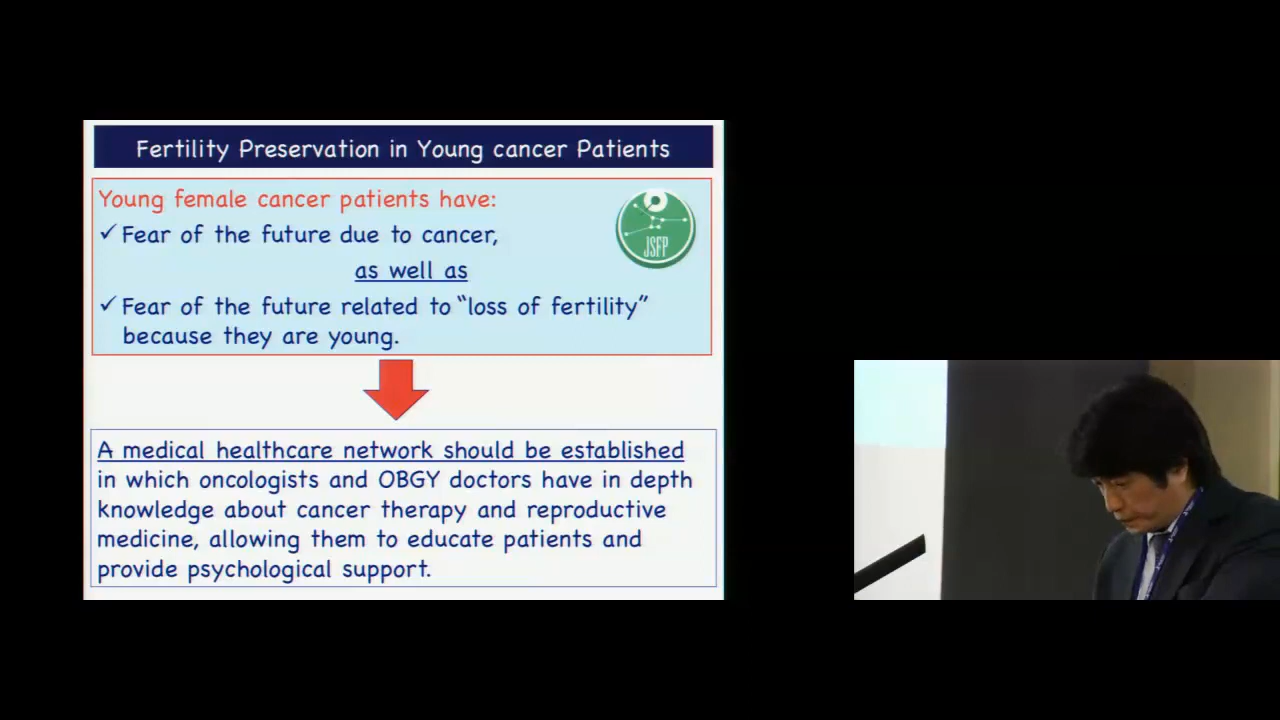 Fertility Preservation in Young cancer Patients
Young female cancer patients have:
✓ Fear of the future due to cancer,
as well as
✓ Fear of the future related to “loss of fertility”
because they are young.
JSFP
A medical healthcare network should be established
in which oncologists and OBGY doctors have in depth
knowledge about cancer therapy and reproductive
medicine, allowing them to educate patients and
provide psychological support.